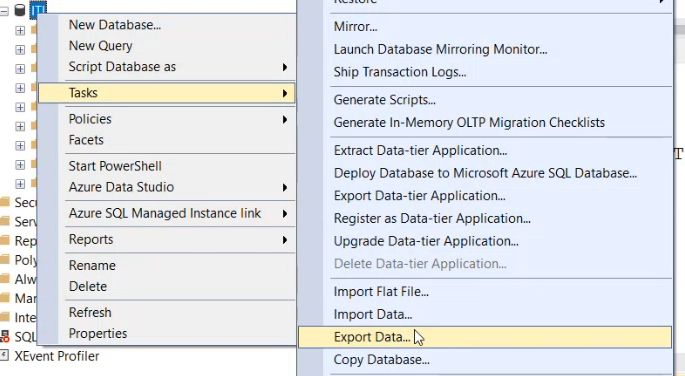 ITI
New Database...
New Query
Script Database as
Tasks
Policies
Facets
Start PowerShell
Azure Data Studio
Azure SQL Managed Instance link
Reports
Rename
Delete
Refresh
Properties
Secu
Serv
Rep
Poly
Alw
Man
Inte
SQL
XEvent Profiler
Restore
Mirror...
Launch Database Mirroring Monitor...
Ship Transaction Logs...
Generate Scripts...
Generate In-Memory OLTP Migration Checklists
Extract Data-tier Application...
Deploy Database to Microsoft Azure SQL Database...
Export Data-tier Application...
Register as Data-tier Application...
Upgrade Data-tier Application...
Delete Data-tier Application...
Import Flat File...
Import Data...
Export Data...
Copy Database...
T